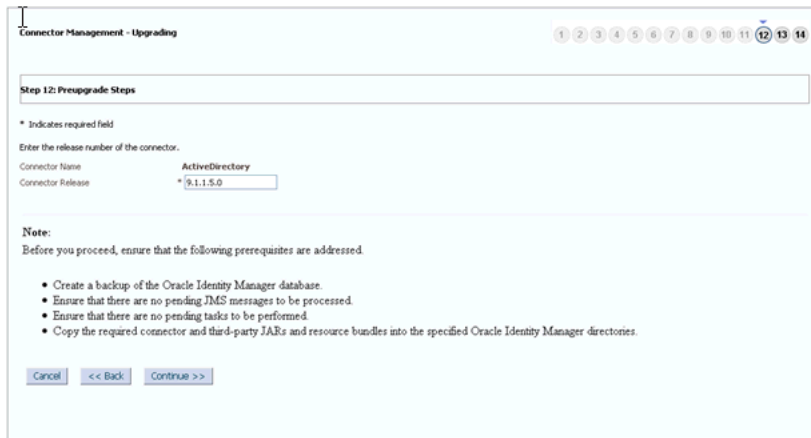 Connector Management - Upgrading
1 2 3 4 5 6 7 8 9 10 11 12 13 14
Step 12: Preupgrade Steps
* Indicates required field
Enter the release number of the connector.
Connector Name ActiveDirectory
Connector Release * 9.1.1.5.0
Note:
Before you proceed, ensure that the following prerequisites are addressed.
• Create a backup of the Oracle Identity Manager database.
• Ensure that there are no pending JMS messages to be processed.
• Ensure that there are no pending tasks to be performed.
• Copy the required connector and third-party JARs and resource bundles into the specified Oracle Identity Manager directories.
Cancel << Back Continue >>